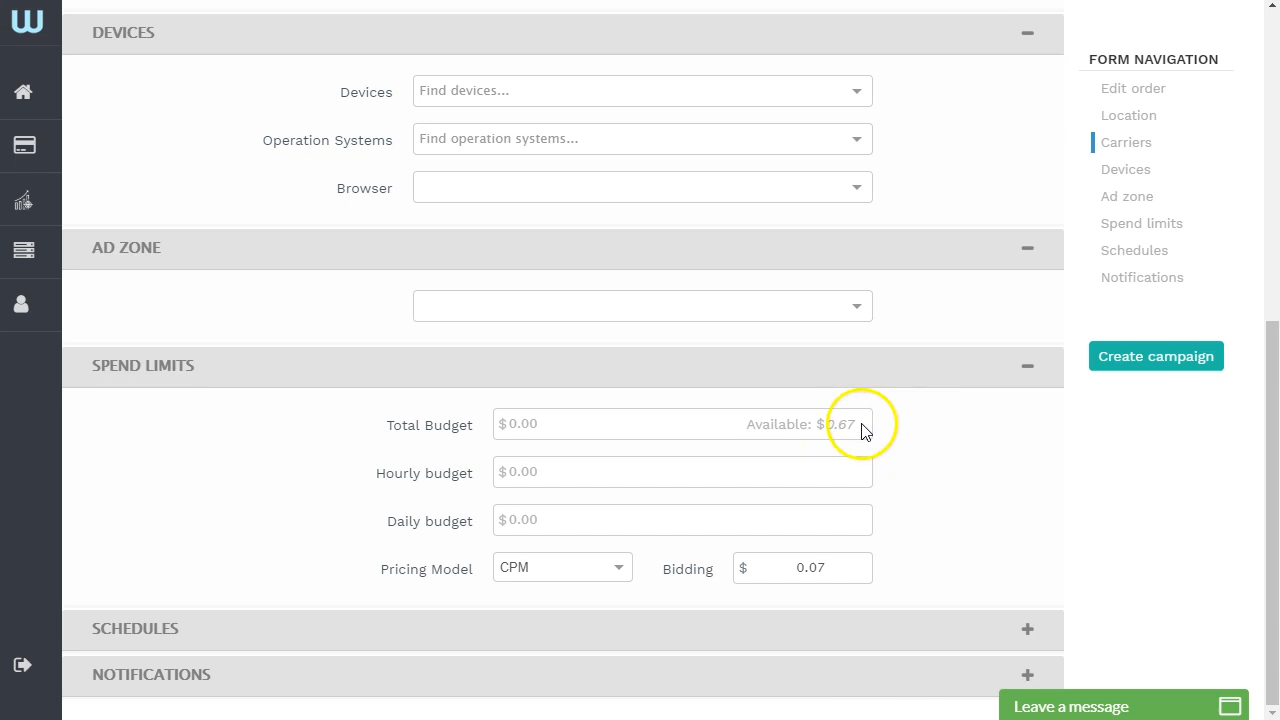 W
DEVICES
Devices
Find devices...
Operation Systems
Find operation systems...
Browser
AD ZONE
SPEND LIMITS
Total Budget
$0.00
Available: $0.67
Hourly budget
$0.00
Daily budget
$0.00
Pricing Model
CPM
Bidding
$ 0.07
SCHEDULES
NOTIFICATIONS
FORM NAVIGATION
Edit order
Location
Carriers
Devices
Ad zone
Spend limits
Schedules
Notifications
Create campaign
Leave a message